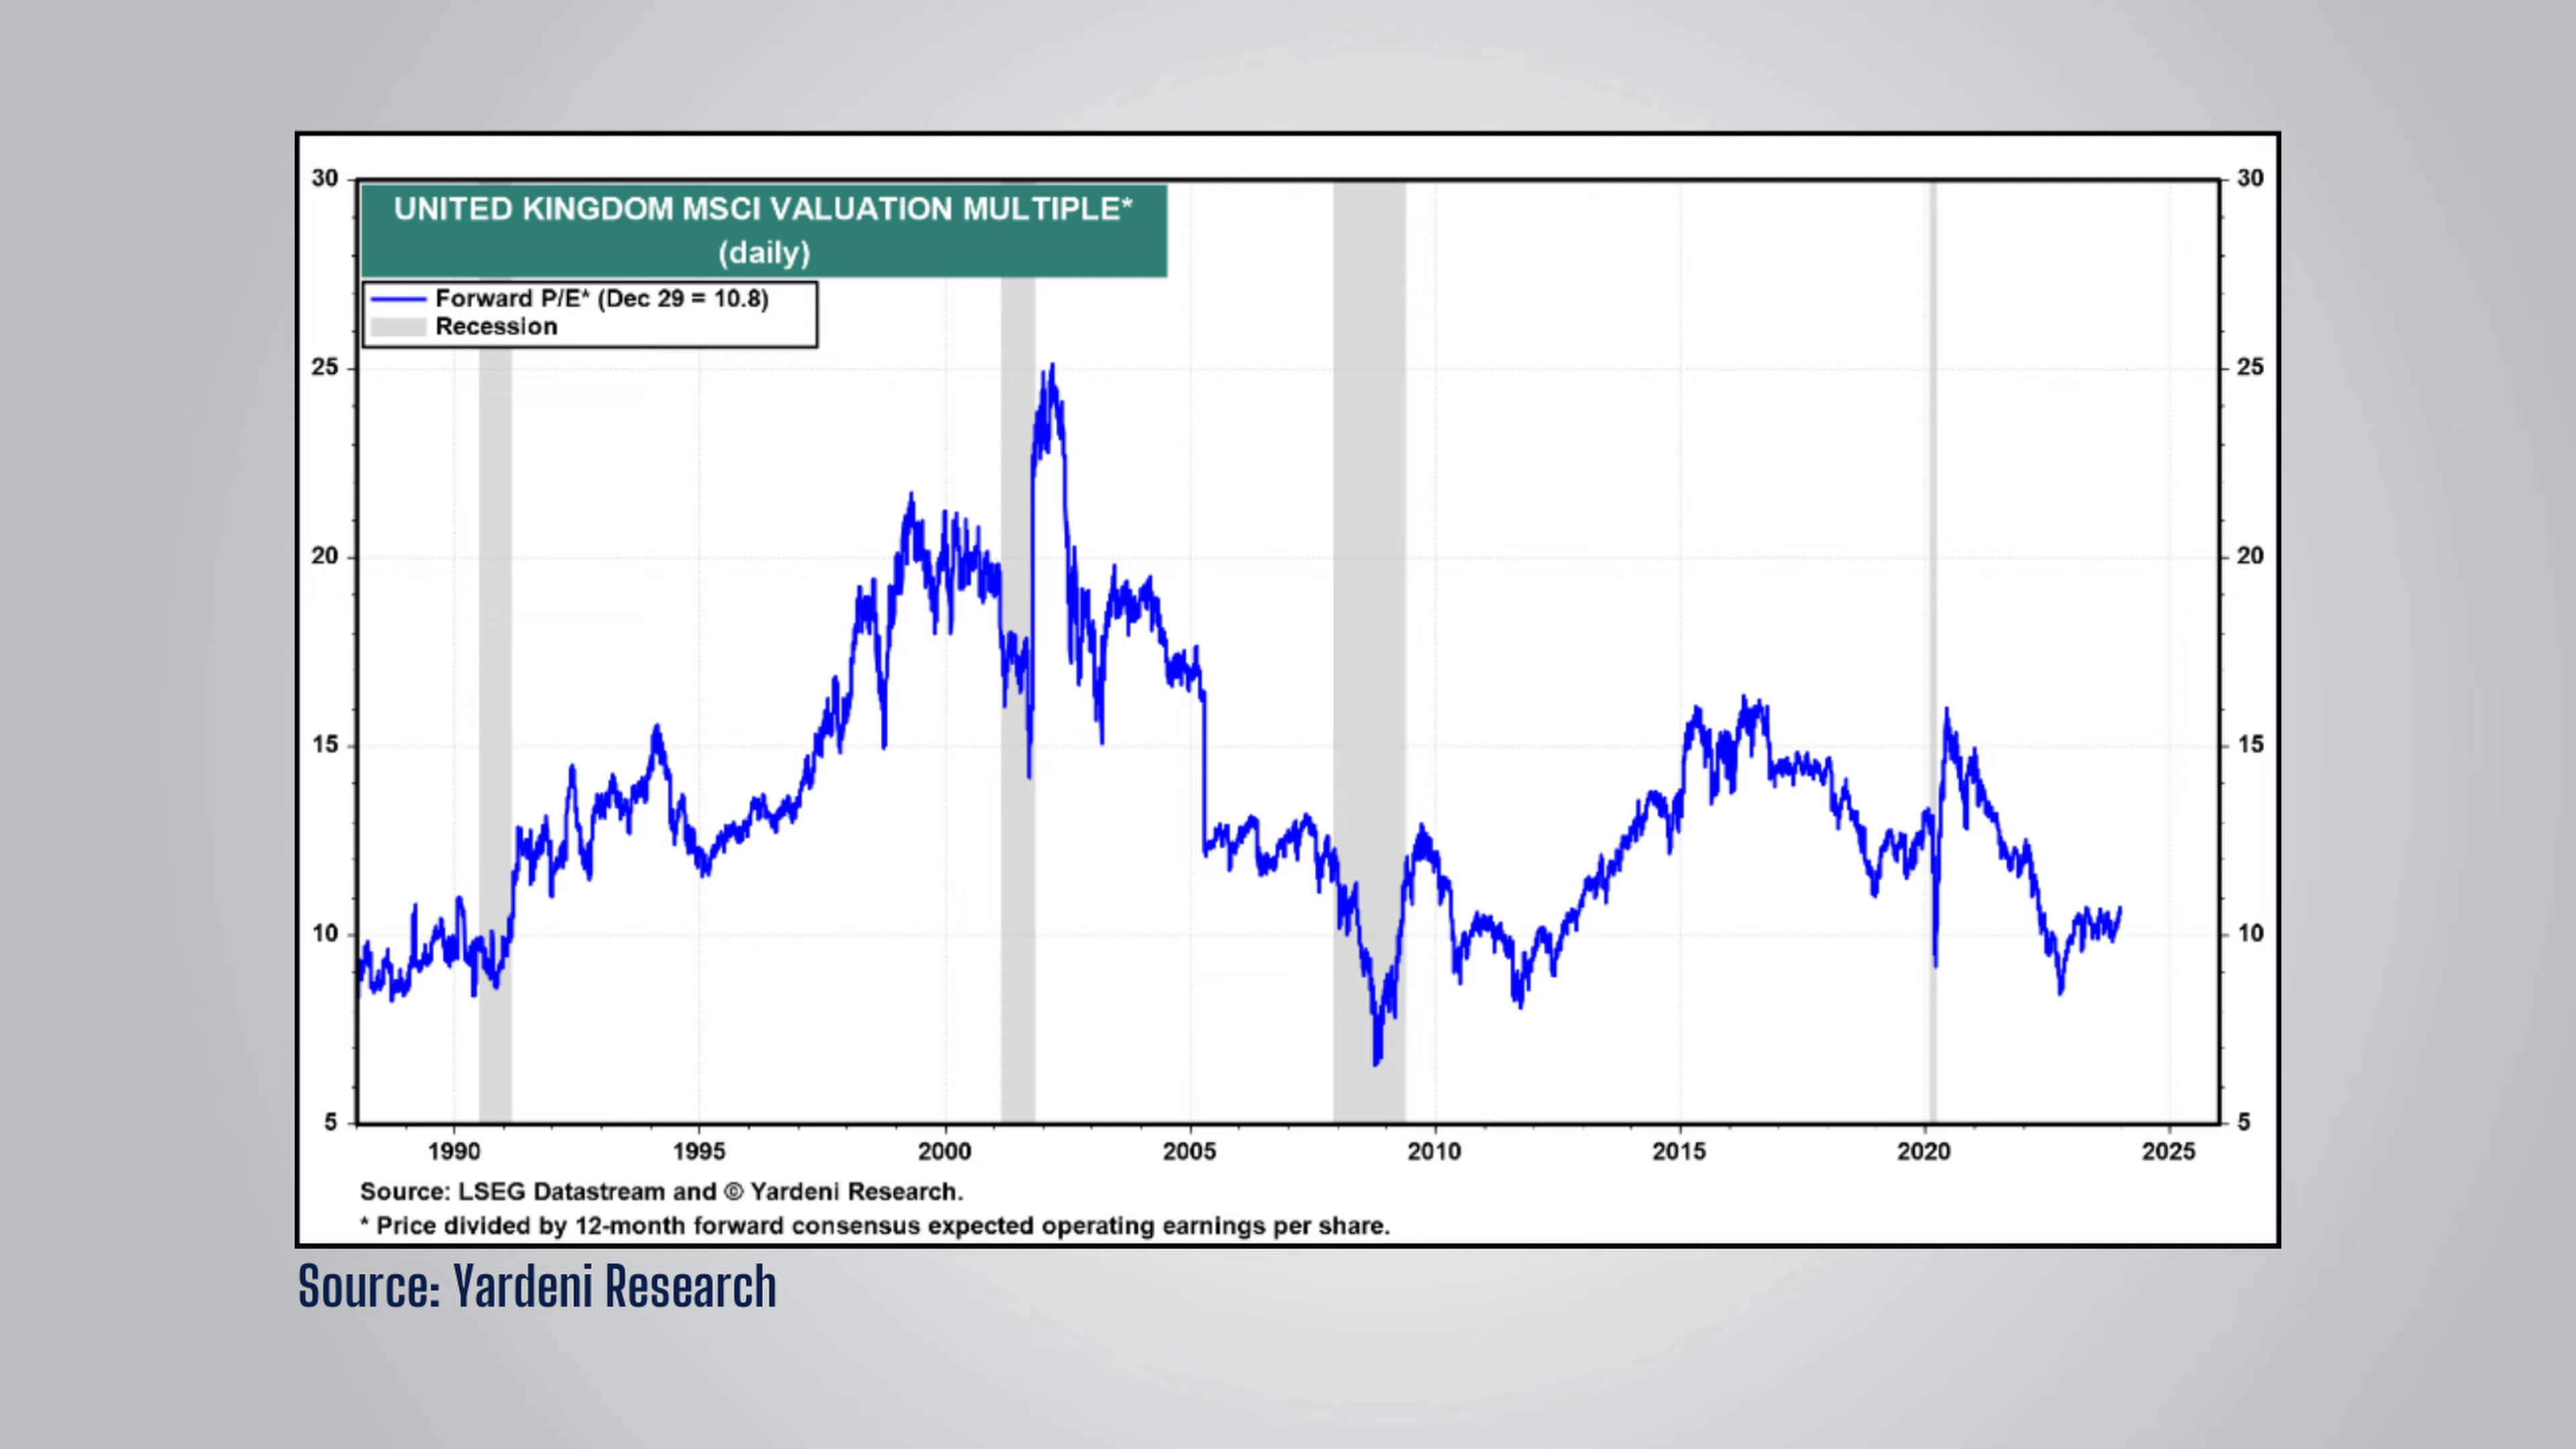 UNITED KINGDOM MSCI VALUATION MULTIPLE*
(daily)
Forward P/E* (Dec 29 = 10.8)
Recession
30
30
25
25
20
20
15
15
10
10
5
5
1990 1995 2000 2005 2010 2015 2020 2025
Source: LSEG Datastream and © Yardeni Research.
* Price divided by 12-month forward consensus expected operating earnings per share.
Source: Yardeni Research